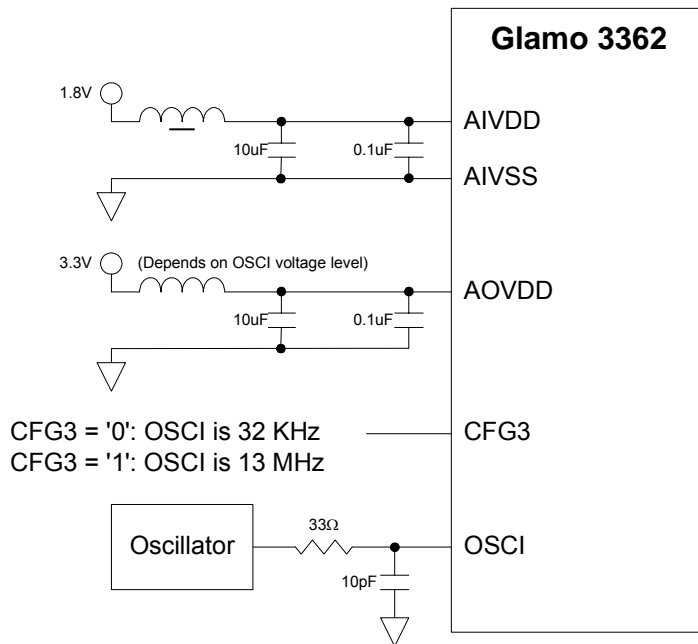 Glamo 3362
1.8V
AIVDD
10uF
0.1uF
AIVSS
3.3V
(Depends on OSCI voltage level)
AOVDD
10uF
0.1uF
CFG3 = '0': OSCI is 32 KHz
CFG3
CFG3 = '1': OSCI is 13 MHz
33Ω
Oscillator
OSCI
10pF